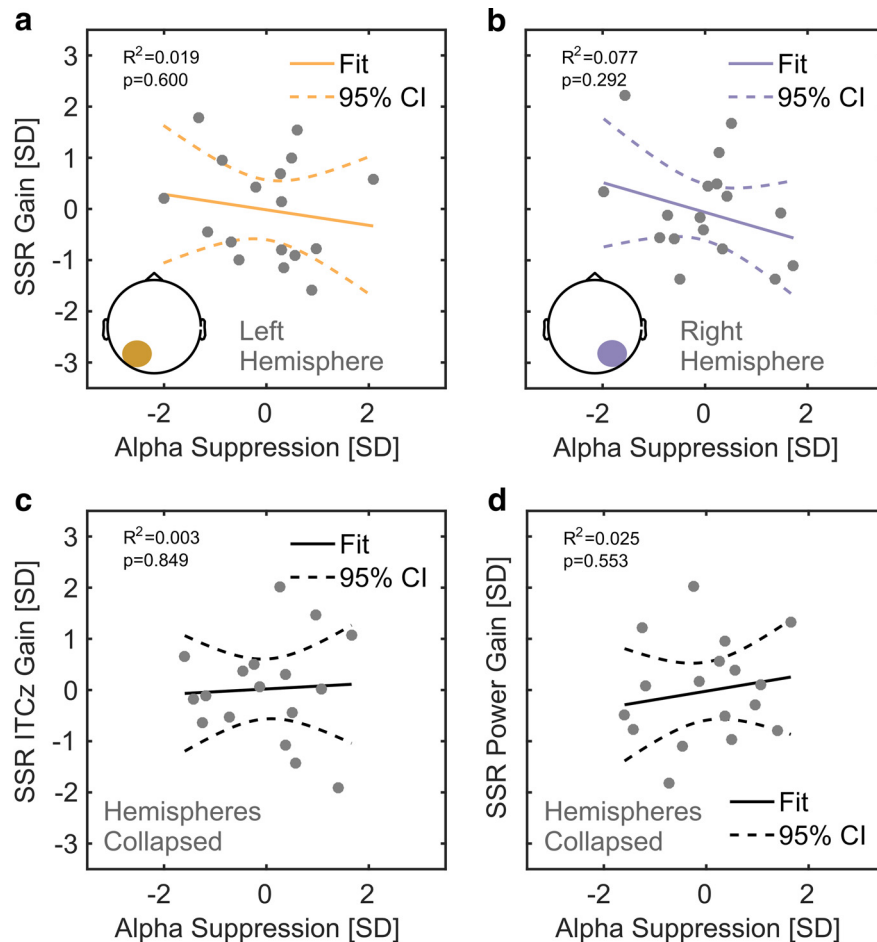 a
R²=0.019
p=0.600
Fit
95% CI
3
2
1
0
-1
-2
-3
SSR Gain [SD]
Left
Hemisphere
-2 0 2
Alpha Suppression [SD]
b
R²=0.077
p=0.292
Fit
95% CI
Right
Hemisphere
-2 0 2
Alpha Suppression [SD]
c
R²=0.003
p=0.849
Fit
95% CI
3
2
1
0
-1
-2
-3
SSR ITCz Gain [SD]
Hemispheres
Collapsed
-2 0 2
Alpha Suppression [SD]
d
R²=0.025
p=0.553
SSR Power Gain [SD]
Fit
95% CI
Hemispheres
Collapsed
-2 0 2
Alpha Suppression [SD]